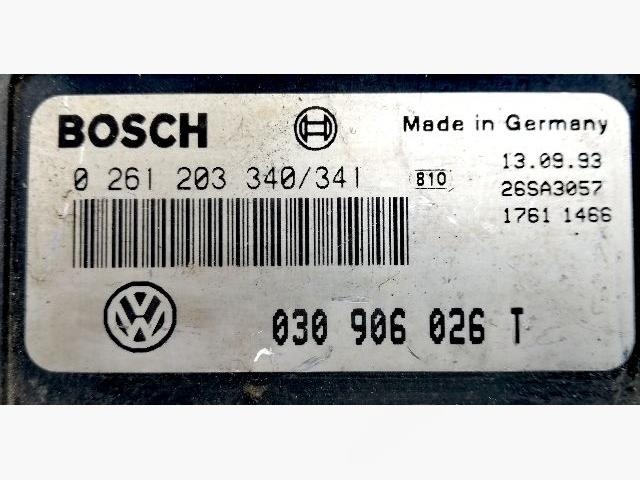 BOSCH
Made in Germany
0 261 203 340/341
810
13.09.93
26SA3057
1761 1466
030 906 026 T